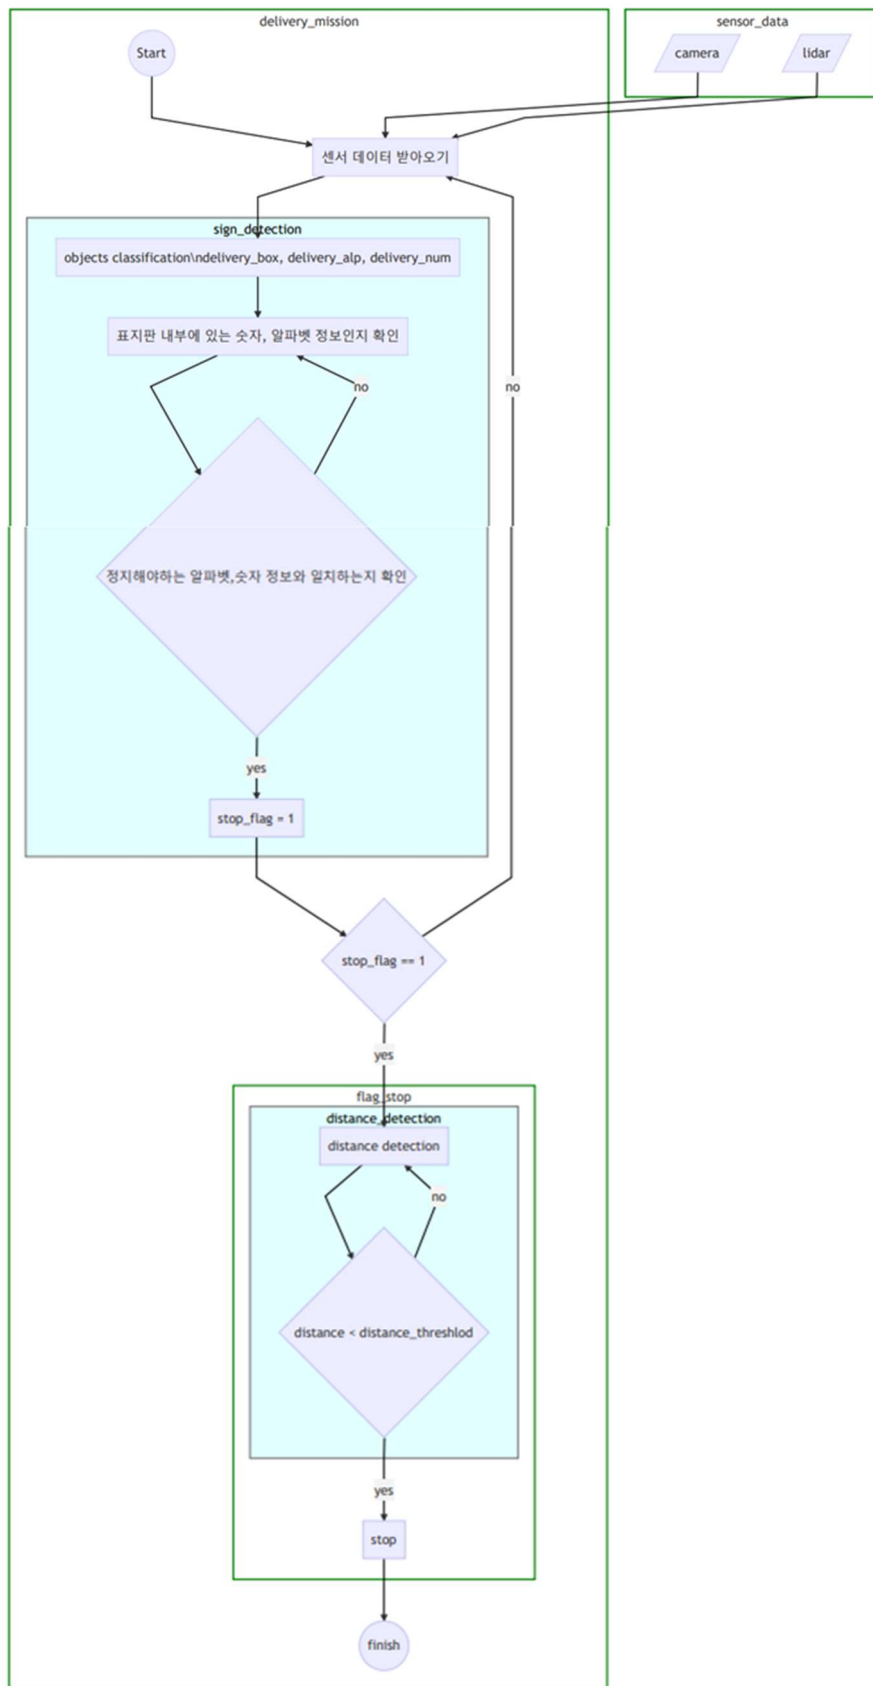 delivery_mission
sensor_data
Start
camera
lidar
센서 데이터 받아오기
sign_detection
objects classification\ndelivery_box, delivery_alp, delivery_num
표지판 내부에 있는 숫자, 알파벳 정보인지 확인
no
no
정지해야하는 알파벳,숫자 정보와 일치하는지 확인
yes
stop_flag = 1
stop_flag == 1
yes
flag_stop
distance_detection
distance detection
no
distance < distance_threshlod
yes
stop
finish